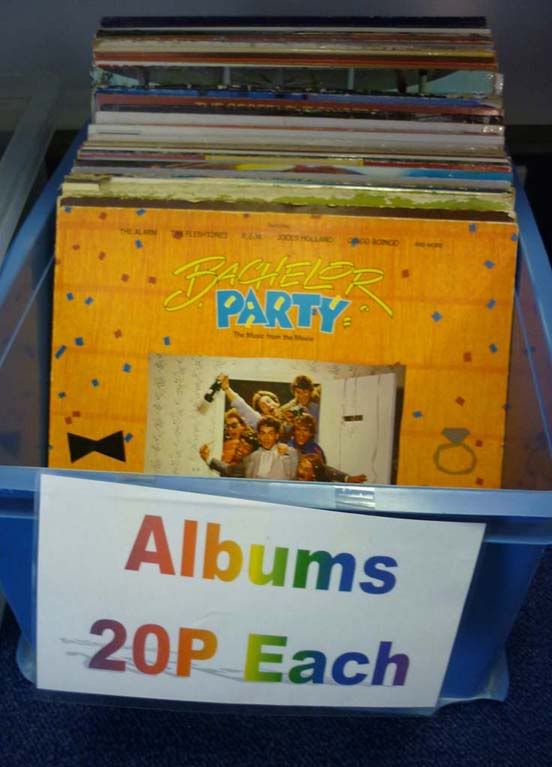 featuring
THE ALARM THE FLESHTONES R.E.M. JOOLS HOLLAND OINGO BOINGO AND MORE
BACHELOR
PARTY
The Music from the Movie
Albums
20P Each